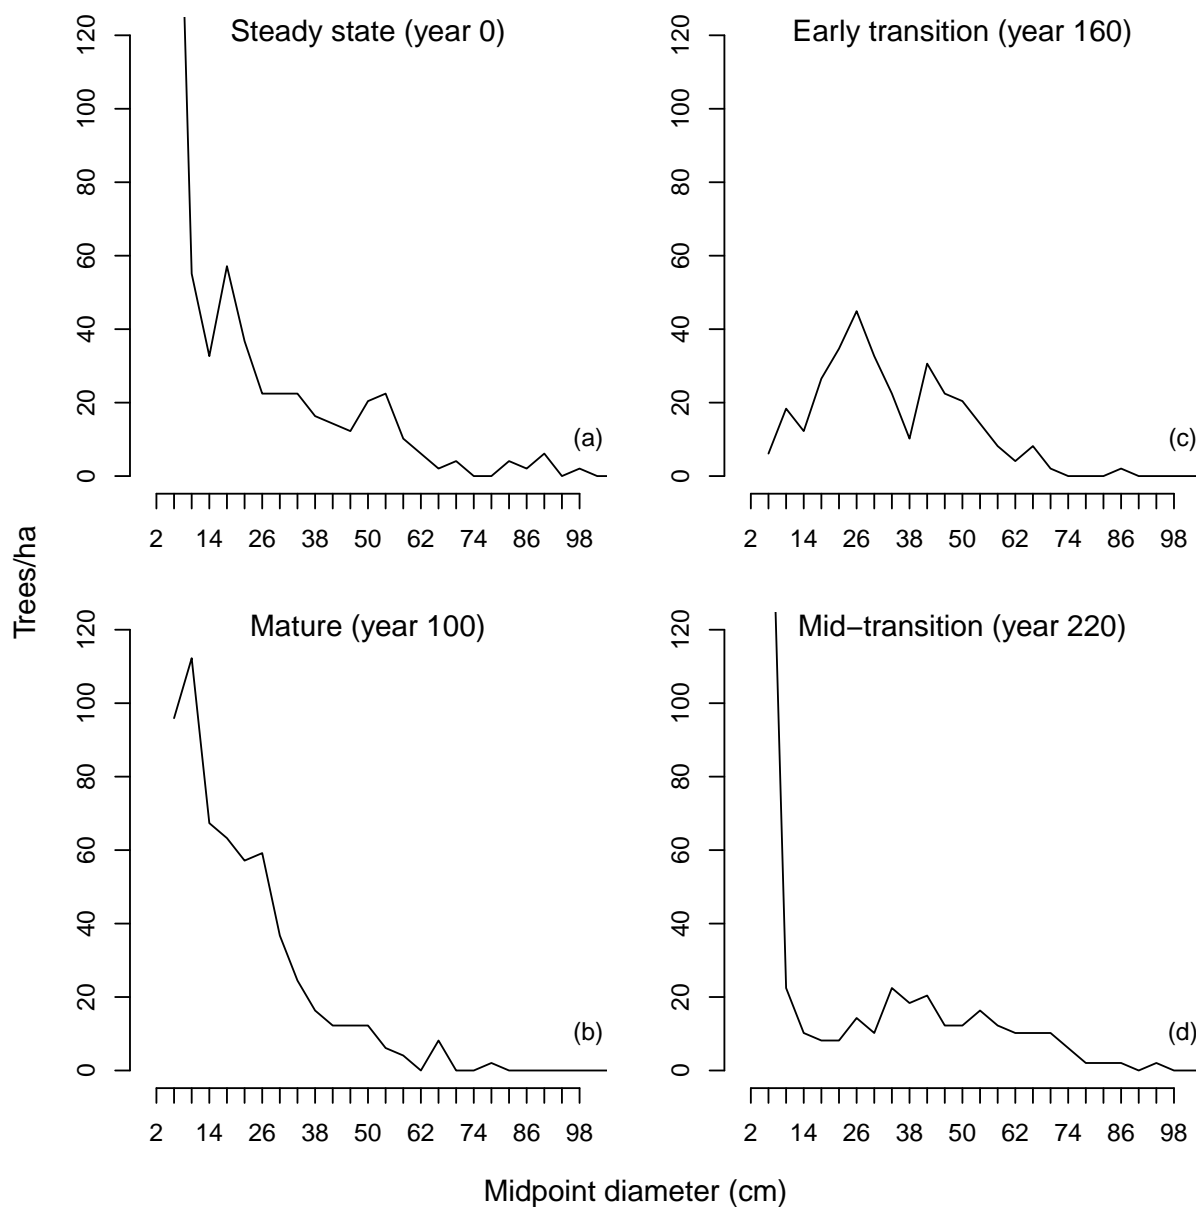 Steady state (year 0)
120
100
80
60
40
20
0
(a)
2 14 26 38 50 62 74 86 98
Early transition (year 160)
120
100
80
60
40
20
0
(c)
2 14 26 38 50 62 74 86 98
Trees/ha
Mature (year 100)
120
100
80
60
40
20
0
(b)
2 14 26 38 50 62 74 86 98
Mid−transition (year 220)
120
100
80
60
40
20
0
(d)
2 14 26 38 50 62 74 86 98
Midpoint diameter (cm)